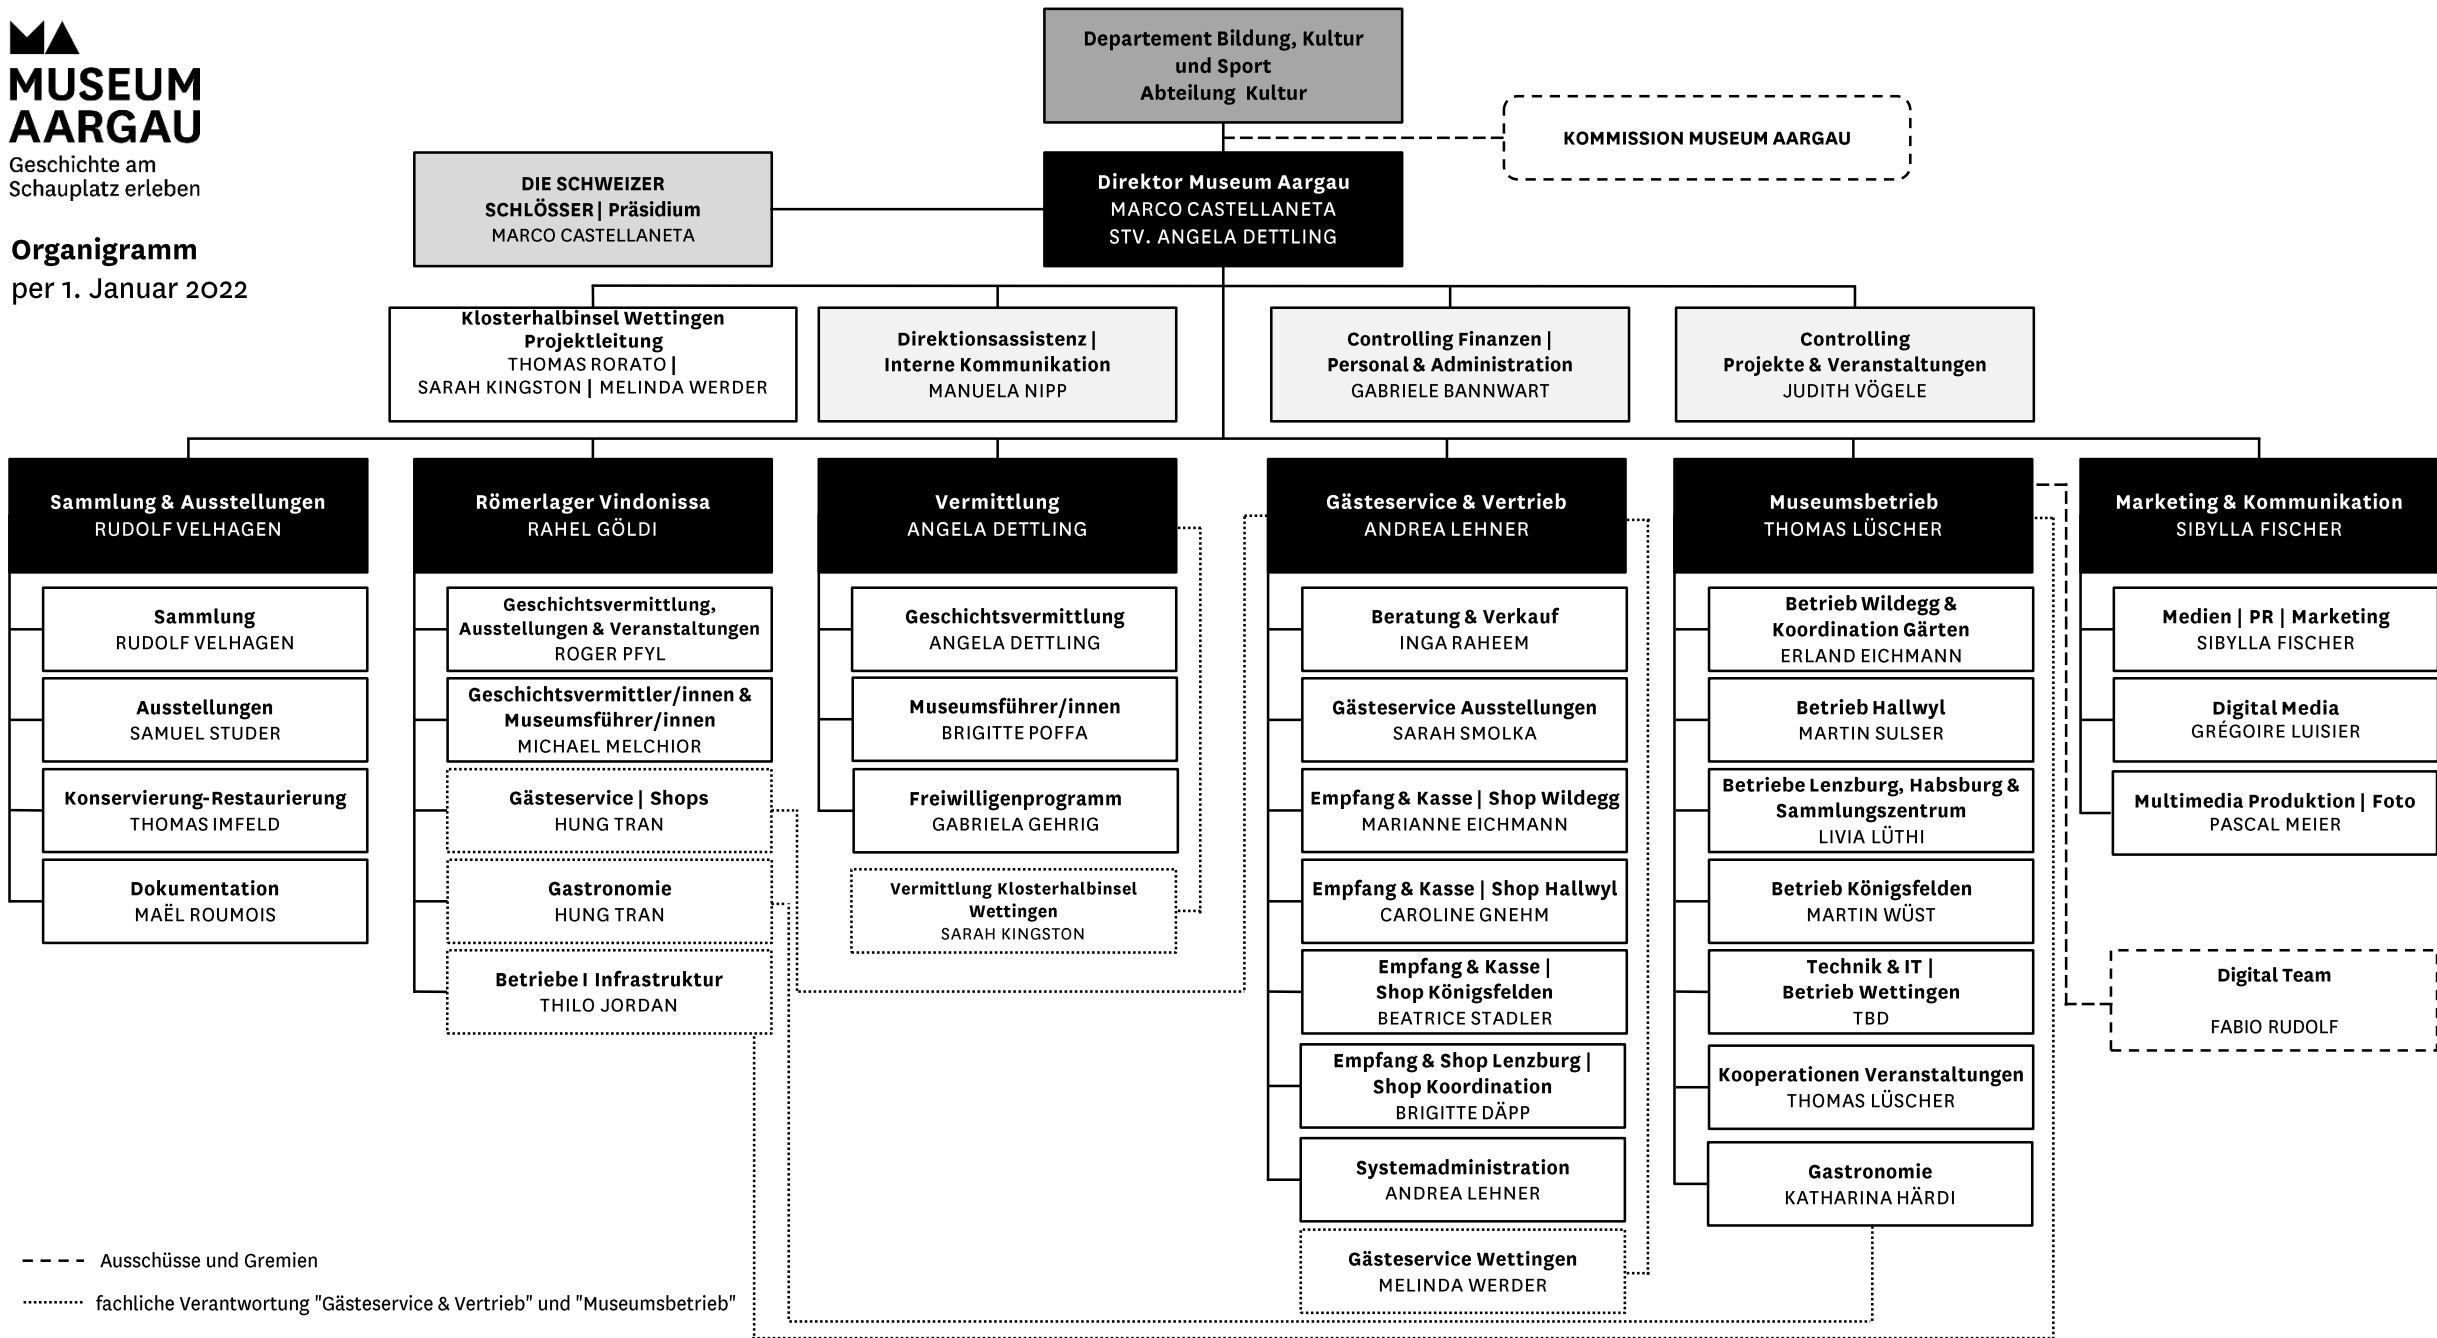 MUSEUM
AARGAU
Geschichte am
Schauplatz erleben
Organigramm
per 1. Januar 2022
Departement Bildung, Kultur
und Sport
Abteilung Kultur
KOMMISSION MUSEUM AARGAU
DIE SCHWEIZER
SCHLÖSSER| Präsidium
MARCO CASTELLANETA
Direktor Museum Aargau
MARCO CASTELLANETA
STV. ANGELA DETTLING
Klosterhalbinsel Wettingen
Projektleitung
THOMAS RORATO |
SARAH KINGSTON | MELINDA WERDER
Direktionsassistenz |
Interne Kommunikation
MANUELA NIPP
Controlling Finanzen |
Personal & Administration
GABRIELE BANNWART
Controlling
Projekte & Veranstaltungen
JUDITH VÖGELE
Sammlung & Ausstellungen
RUDOLF VELHAGEN
Sammlung
RUDOLF VELHAGEN
Ausstellungen
SAMUEL STUDER
Konservierung-Restaurierung
THOMAS IMFELD
Dokumentation
MAËL ROUMOIS
Römerlager Vindonissa
RAHEL GÖLDI
Geschichtsvermittlung,
Ausstellungen & Veranstaltungen
ROGER PFYL
Geschichtsvermittler/innen &
Museumsführer/innen
MICHAEL MELCHIOR
Gästeservice | Shops
HUNG TRAN
Gastronomie
HUNG TRAN
Betriebe I Infrastruktur
THILO JORDAN
Vermittlung
ANGELA DETTLING
Geschichtsvermittlung
ANGELA DETTLING
Museumsführer/innen
BRIGITTE POFFA
Freiwilligenprogramm
GABRIELA GEHRIG
Vermittlung Klosterhalbinsel
Wettingen
SARAH KINGSTON
Gästeservice & Vertrieb
ANDREA LEHNER
Beratung & Verkauf
INGA RAHEEM
Gästeservice Ausstellungen
SARAH SMOLKA
Empfang & Kasse | Shop Wildegg
MARIANNE EICHMANN
Empfang & Kasse | Shop Hallwyl
CAROLINE GNEHM
Empfang & Kasse |
Shop Königsfelden
BEATRICE STADLER
Empfang & Shop Lenzburg |
Shop Koordination
BRIGITTE DÄPP
Systemadministration
ANDREA LEHNER
Gästeservice Wettingen
MELINDA WERDER
Museumsbetrieb
THOMAS LÜSCHER
Betrieb Wildegg &
Koordination Gärten
ERLAND EICHMANN
Betrieb Hallwyl
MARTIN SULSER
Betriebe Lenzburg, Habsburg &
Sammlungszentrum
LIVIA LÜTHI
Betrieb Königsfelden
MARTIN WÜST
Technik & IT |
Betrieb Wettingen
TBD
Kooperationen Veranstaltungen
THOMAS LÜSCHER
Gastronomie
KATHARINA HÄRDI
Marketing & Kommunikation
SIBYLLA FISCHER
Medien | PR | Marketing
SIBYLLA FISCHER
Digital Media
GRÉGOIRE LUISIER
Multimedia Produktion | Foto
PASCAL MEIER
Digital Team
FABIO RUDOLF
Ausschüsse und Gremien
fachliche Verantwortung "Gästeservice & Vertrieb" und "Museumsbetrieb"